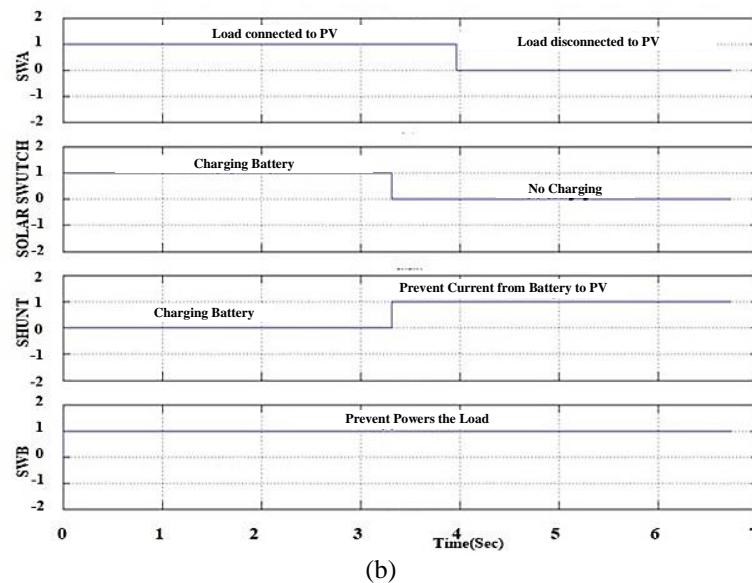 2
1
0
-1
-2
SWA
Load connected to PV
Load disconnected to PV
2
1
0
-1
-2
SOLAR SWUTCH
Charging Battery
No Charging
2
1
0
-1
-2
SHUNT
Charging Battery
Prevent Current from Battery to PV
2
1
0
-1
-2
SWB
Prevent Powers the Load
0 1 2 3 4 5 6
Time(Sec)
(b)